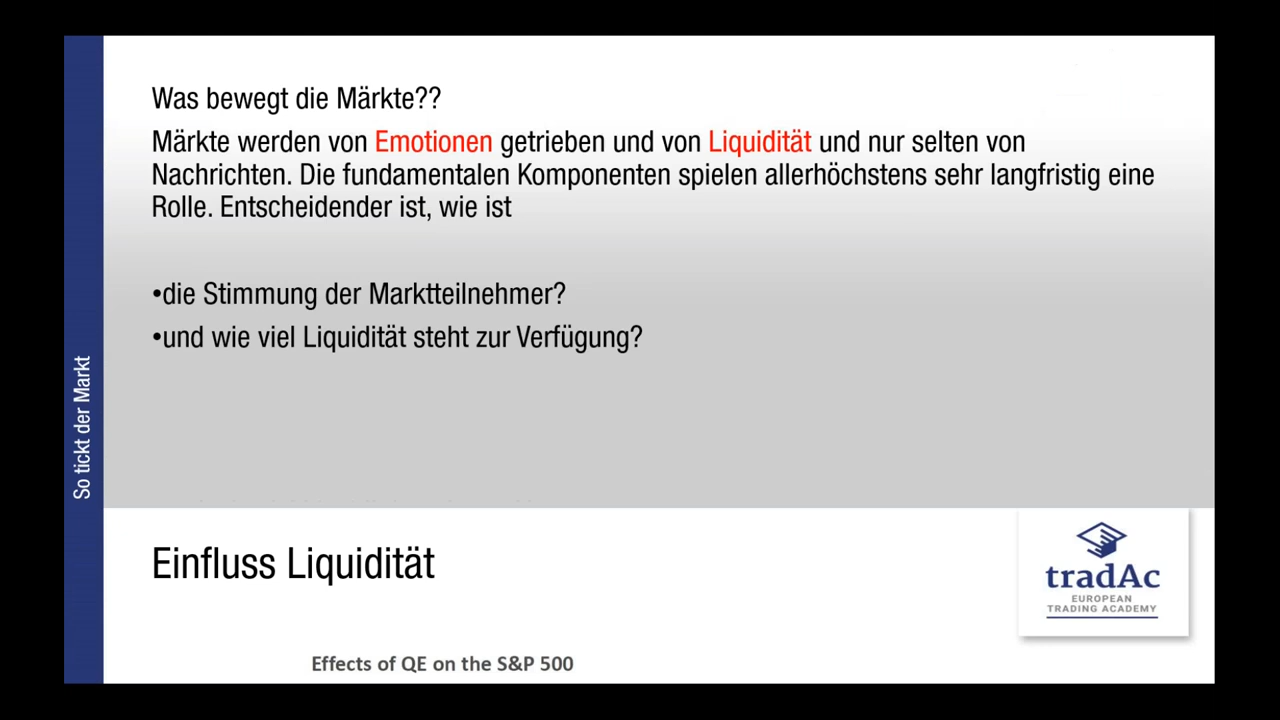 Was bewegt die Märkte??
Märkte werden von Emotionen getrieben und von Liquidität und nur selten von
Nachrichten. Die fundamentalen Komponenten spielen allerhöchstens sehr langfristig eine
Rolle. Entscheidender ist, wie ist
•die Stimmung der Marktteilnehmer?
•und wie viel Liquidität steht zur Verfügung?
So tickt der Markt
Einfluss Liquidität
tradAc
EUROPEAN
TRADING ACADEMY
Effects of QE on the S&P 500